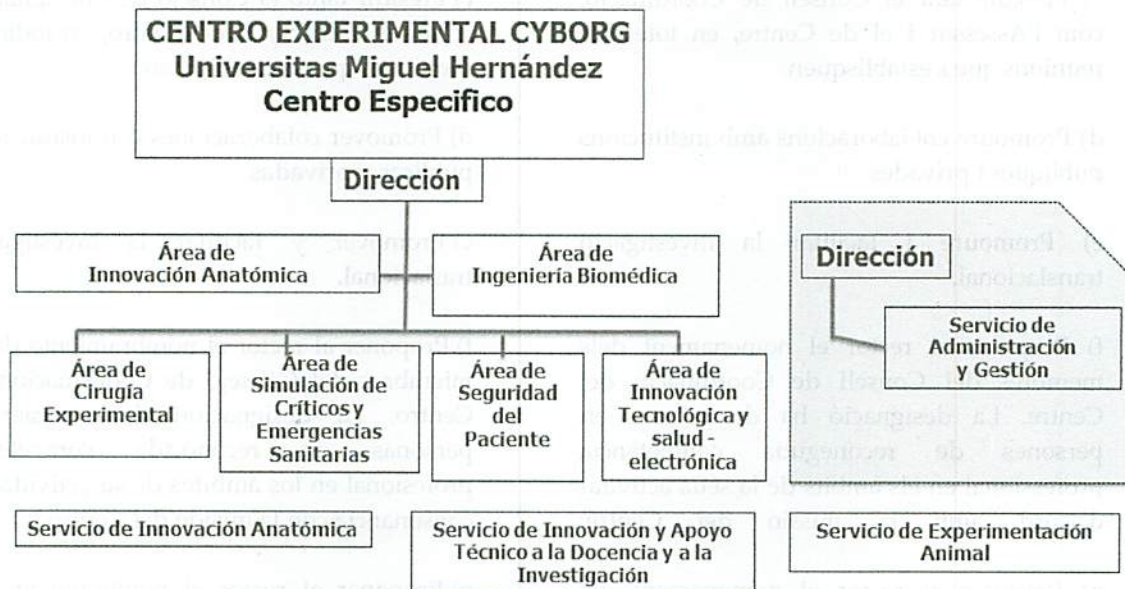 CENTRO EXPERIMENTAL CYBORG
Universitas Miguel Hernández
Centro Especifico
Dirección
Área de
Innovación Anatómica
Área de
Ingeniería Biomédica
Dirección
Servicio de
Administración
y Gestión
Área de
Cirugía
Experimental
Área de
Simulación de
Críticos y
Emergencias
Sanitarias
Área de
Seguridad
del
Paciente
Área de
Innovación
Tecnológica y
salud -
electrónica
Servicio de Innovación Anatómica
Servicio de Innovación y Apoyo
Técnico a la Docencia y a la
Investigación
Servicio de Experimentación
Animal